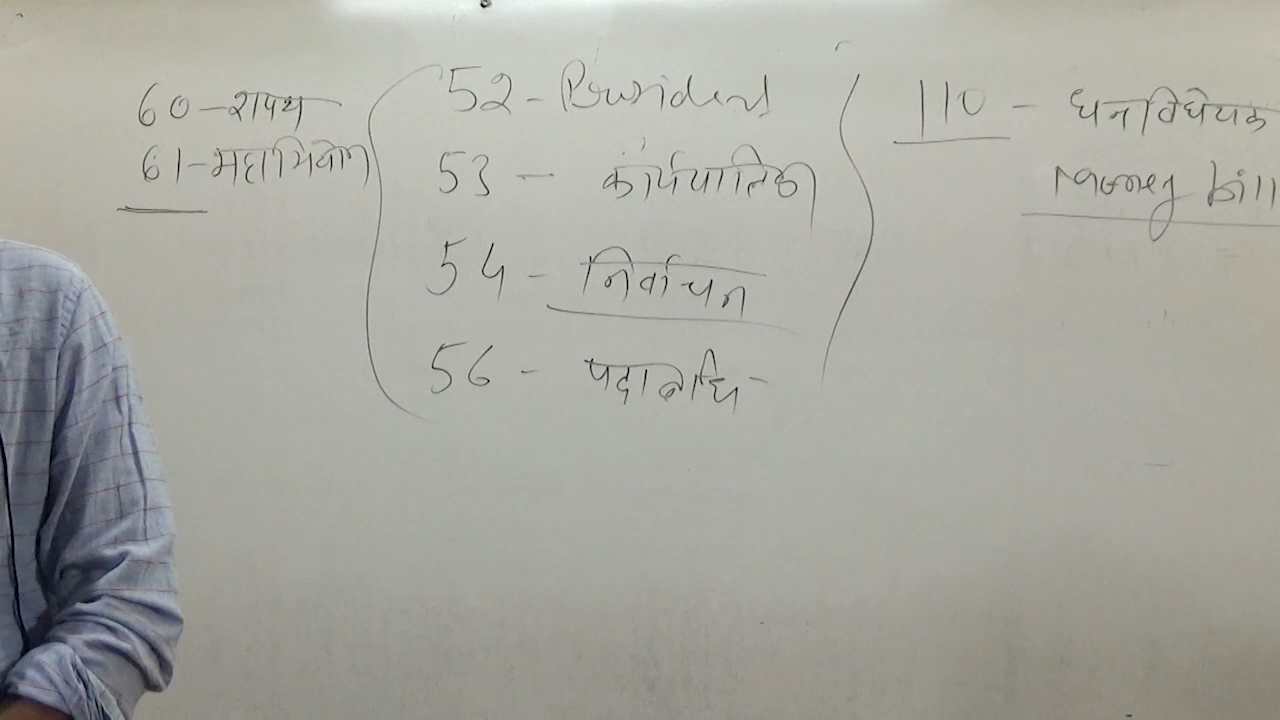 60 - शपथ
61 - महाभियोग
52 - President
53 - कार्यपालिका
54 - निर्वाचन
56 - पदावधि -
110 - धनविधेयक
Money bill